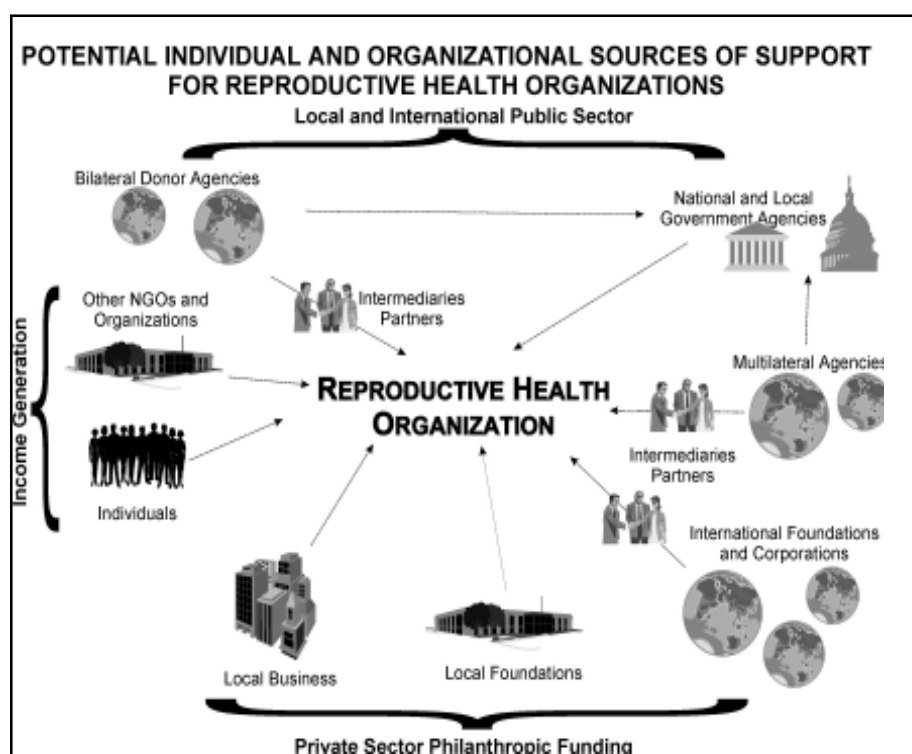 POTENTIAL INDIVIDUAL AND ORGANIZATIONAL SOURCES OF SUPPORT
FOR REPRODUCTIVE HEALTH ORGANIZATIONS
Local and International Public Sector
Bilateral Donor Agencies
National and Local
Government Agencies
Intermediaries
Partners
Other NGOs and
Organizations
Income Generation
Multilateral Agencies
REPRODUCTIVE HEALTH
ORGANIZATION
Intermediaries
Partners
Individuals
International Foundations
and Corporations
Local Business
Local Foundations
Private Sector Philanthropic Funding